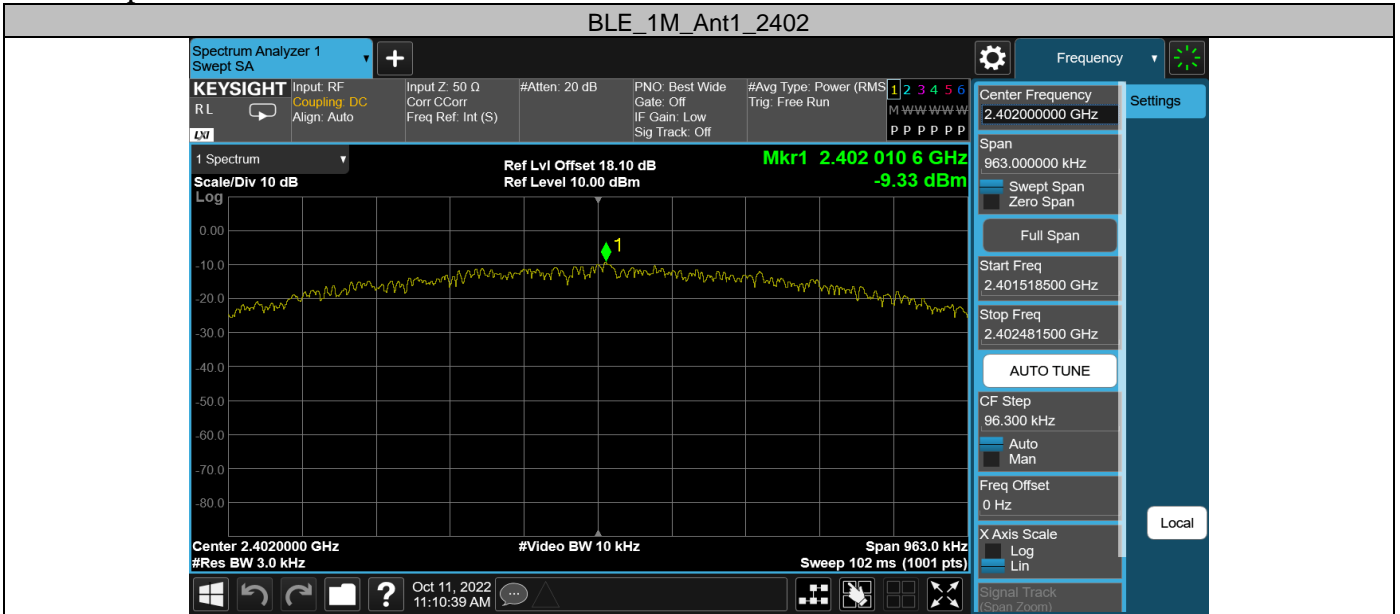 BLE_1M_Ant1_2402
Spectrum Analyzer 1
Swept SA
Frequency
KEYSIGHT
R L
LXI
Input: RF
Coupling: DC
Align: Auto
Input Z: 50 Ω
Corr CCorr
Freq Ref: Int (S)
#Atten: 20 dB
PNO: Best Wide
Gate: Off
IF Gain: Low
Sig Track: Off
#Avg Type: Power (RMS
Trig: Free Run
1 2 3 4 5 6
M W W W W W
P P P P P P
1 Spectrum
Scale/Div 10 dB
Ref Lvl Offset 18.10 dB
Ref Level 10.00 dBm
Mkr1 2.402 010 6 GHz
-9.33 dBm
Log
0.00
-10.0
-20.0
-30.0
-40.0
-50.0
-60.0
-70.0
-80.0
1
Center 2.4020000 GHz
#Res BW 3.0 kHz
#Video BW 10 kHz
Span 963.0 kHz
Sweep 102 ms (1001 pts)
Center Frequency
2.402000000 GHz
Span
963.000000 kHz
Swept Span
Zero Span
Full Span
Start Freq
2.401518500 GHz
Stop Freq
2.402481500 GHz
AUTO TUNE
CF Step
96.300 kHz
Auto
Man
Freq Offset
0 Hz
X Axis Scale
Log
Lin
Signal Track
(Span Zoom)
Settings
Local
?
Oct 11, 2022
11:10:39 AM